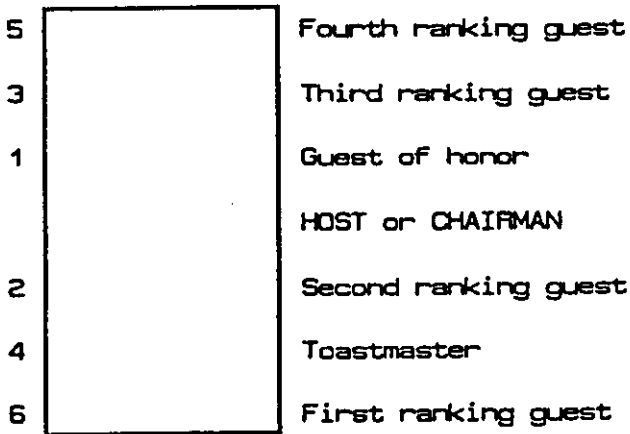 5 Fourth ranking guest
3 Third ranking guest
1 Guest of honor
HOST or CHAIRMAN
2 Second ranking guest
4 Toastmaster
6 First ranking guest